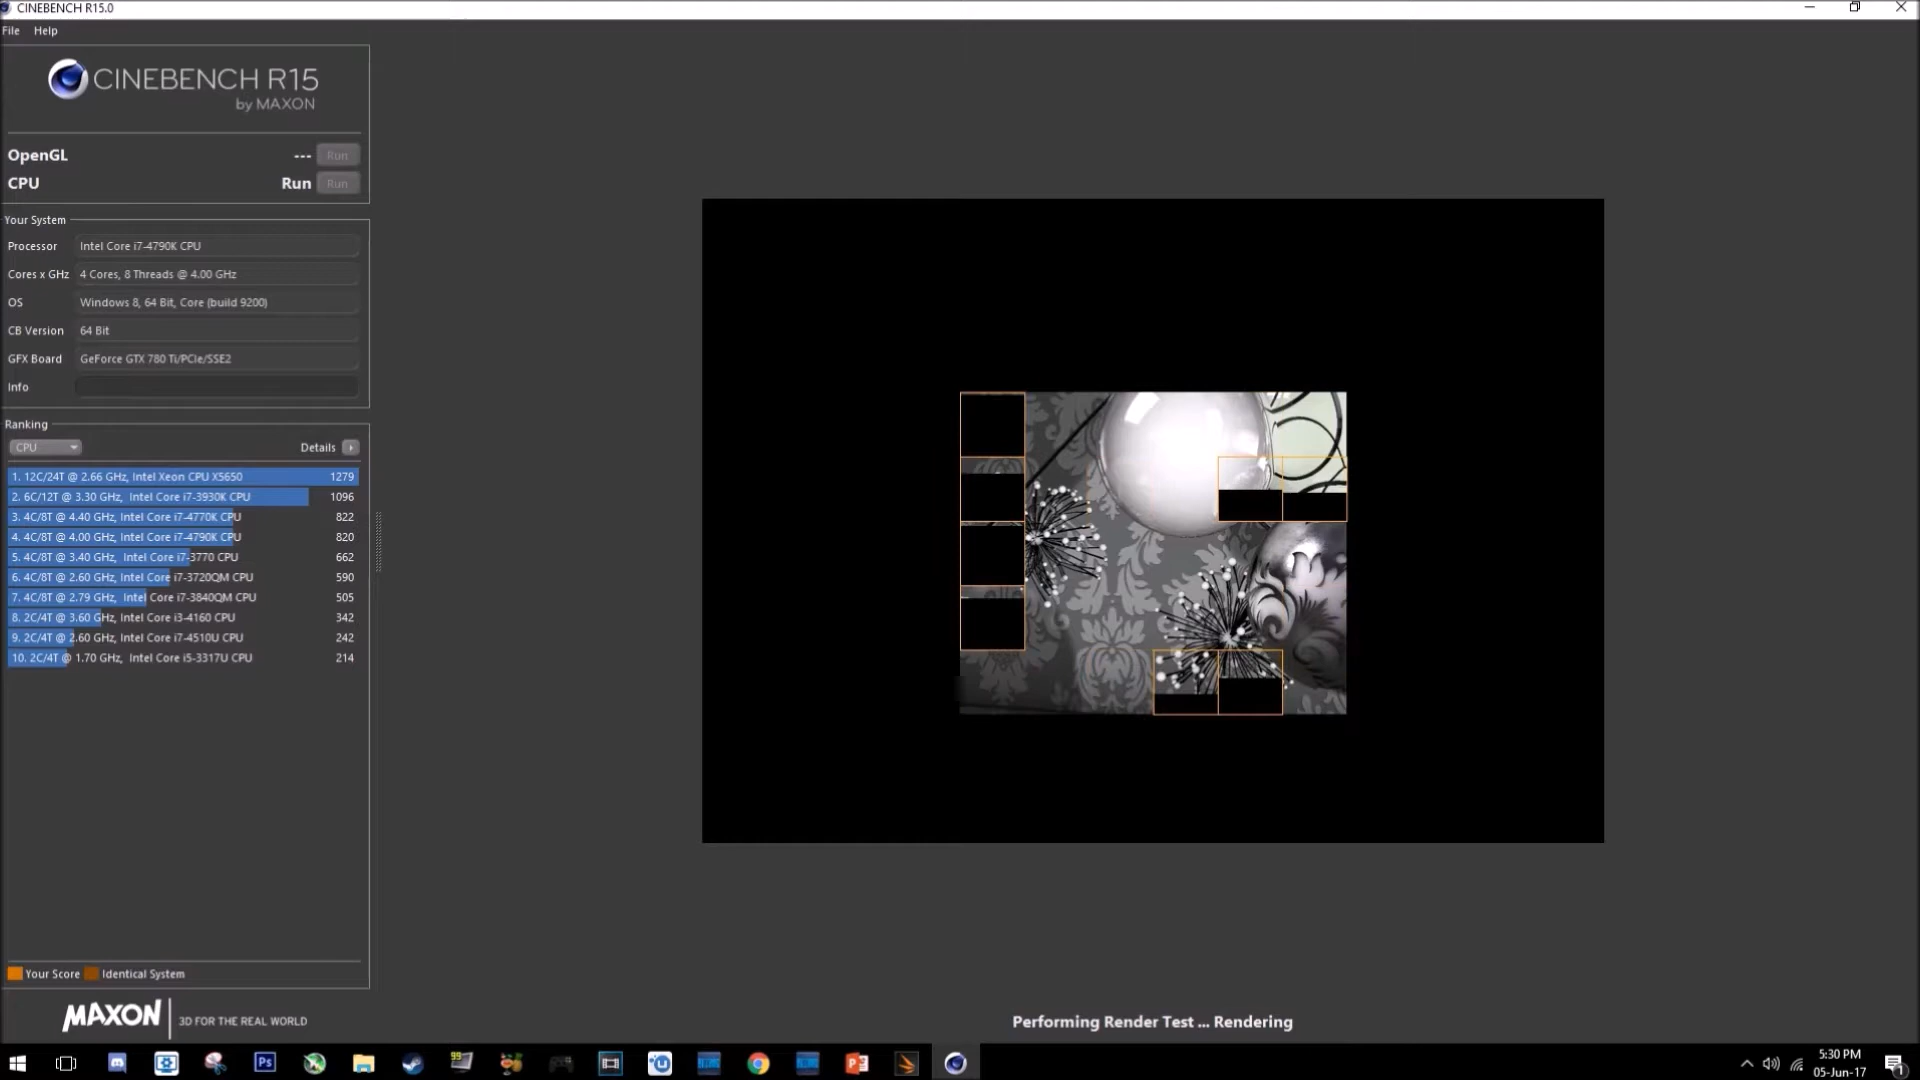 CINEBENCH R15.0
File Help
CINEBENCH R15
by MAXON
OpenGL --- Run
CPU Run Run
Your System
Processor Intel Core i7-4790K CPU
Cores x GHz 4 Cores, 8 Threads @ 4.00 GHz
OS Windows 8, 64 Bit, Core (build 9200)
CB Version 64 Bit
GFX Board GeForce GTX 780 Ti/PCIe/SSE2
Info
Ranking
CPU Details
1. 12C/24T @ 2.66 GHz, Intel Xeon CPU X5650 1279
2. 6C/12T @ 3.30 GHz, Intel Core i7-3930K CPU 1096
3. 4C/8T @ 4.40 GHz, Intel Core i7-4770K CPU 822
4. 4C/8T @ 4.00 GHz, Intel Core i7-4790K CPU 820
5. 4C/8T @ 3.40 GHz, Intel Core i7-3770 CPU 662
6. 4C/8T @ 2.60 GHz, Intel Core i7-3720QM CPU 590
7. 4C/8T @ 2.79 GHz, Intel Core i7-3840QM CPU 505
8. 2C/4T @ 3.60 GHz, Intel Core i3-4160 CPU 342
9. 2C/4T @ 2.60 GHz, Intel Core i7-4510U CPU 242
10. 2C/4T @ 1.70 GHz, Intel Core i5-3317U CPU 214
Your Score Identical System
MAXON 3D FOR THE REAL WORLD
Performing Render Test ... Rendering
Ps
99
5:30 PM
05-Jun-17
1